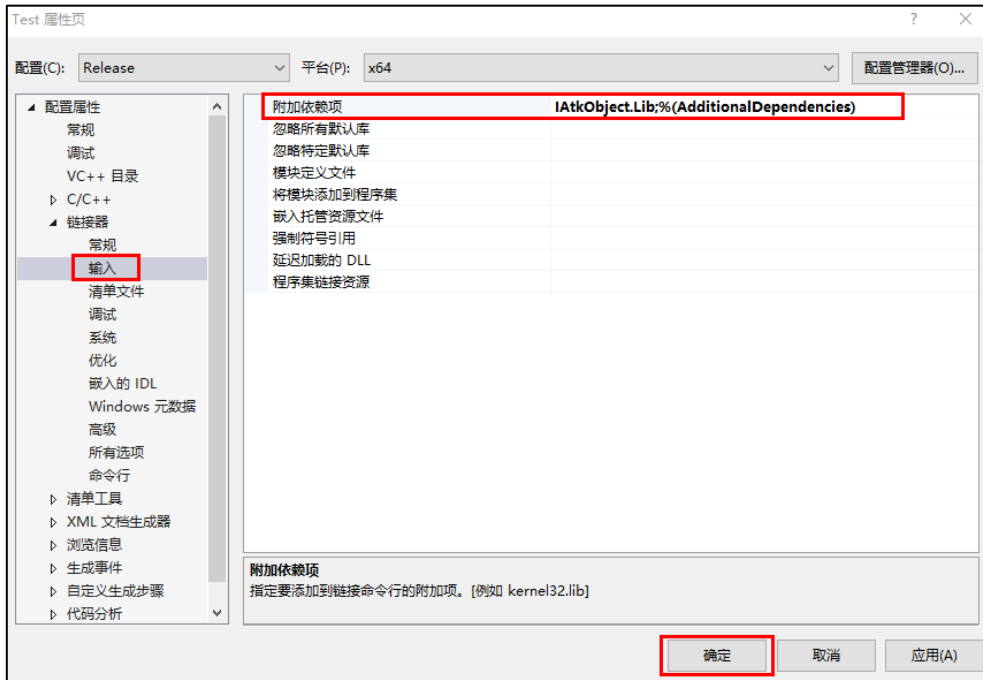 Test 属性页
配置(C): Release 平台(P): x64 配置管理器(O)...
配置属性
常规
调试
VC++ 目录
C/C++
链接器
常规
输入
清单文件
调试
系统
优化
嵌入的 IDL
Windows 元数据
高级
所有选项
命令行
清单工具
XML 文档生成器
浏览信息
生成事件
自定义生成步骤
代码分析
附加依赖项 IAtkObject.Lib;%(AdditionalDependencies)
忽略所有默认库
忽略特定默认库
模块定义文件
将模块添加到程序集
嵌入托管资源文件
强制符号引用
延迟加载的 DLL
程序集链接资源
附加依赖项
指定要添加到链接命令行的附加项。[例如 kernel32.lib]
确定 取消 应用(A)